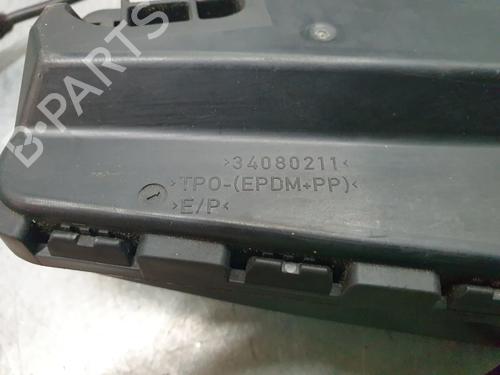 B-PARTS
>34080211<
>TPO-(EPDM+PP)<
>E/P<